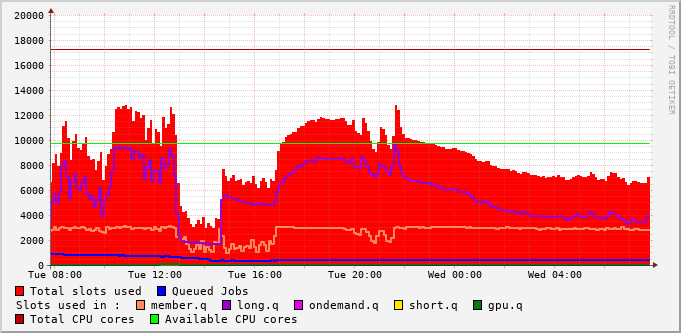 RRDTOOL / TOBI OETIKER
20000
18000
16000
14000
12000
10000
8000
6000
4000
2000
0
Tue 08:00 Tue 12:00 Tue 16:00 Tue 20:00 Wed 00:00 Wed 04:00
Total slots used Queued Jobs
Slots used in : member.q long.q ondemand.q short.q gpu.q
Total CPU cores Available CPU cores